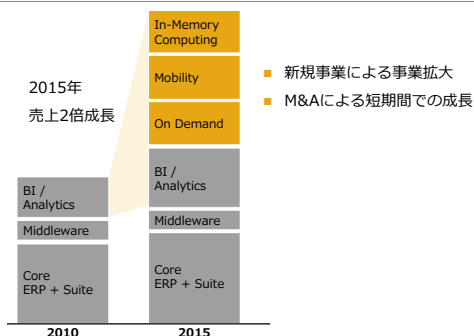 2015年
売上2倍成長
BI /
Analytics
Middleware
Core
ERP + Suite
2010
In-Memory
Computing
Mobility
On Demand
BI /
Analytics
Middleware
Core
ERP + Suite
2015
■ 新規事業による事業拡大
■ M&Aによる短期間での成長